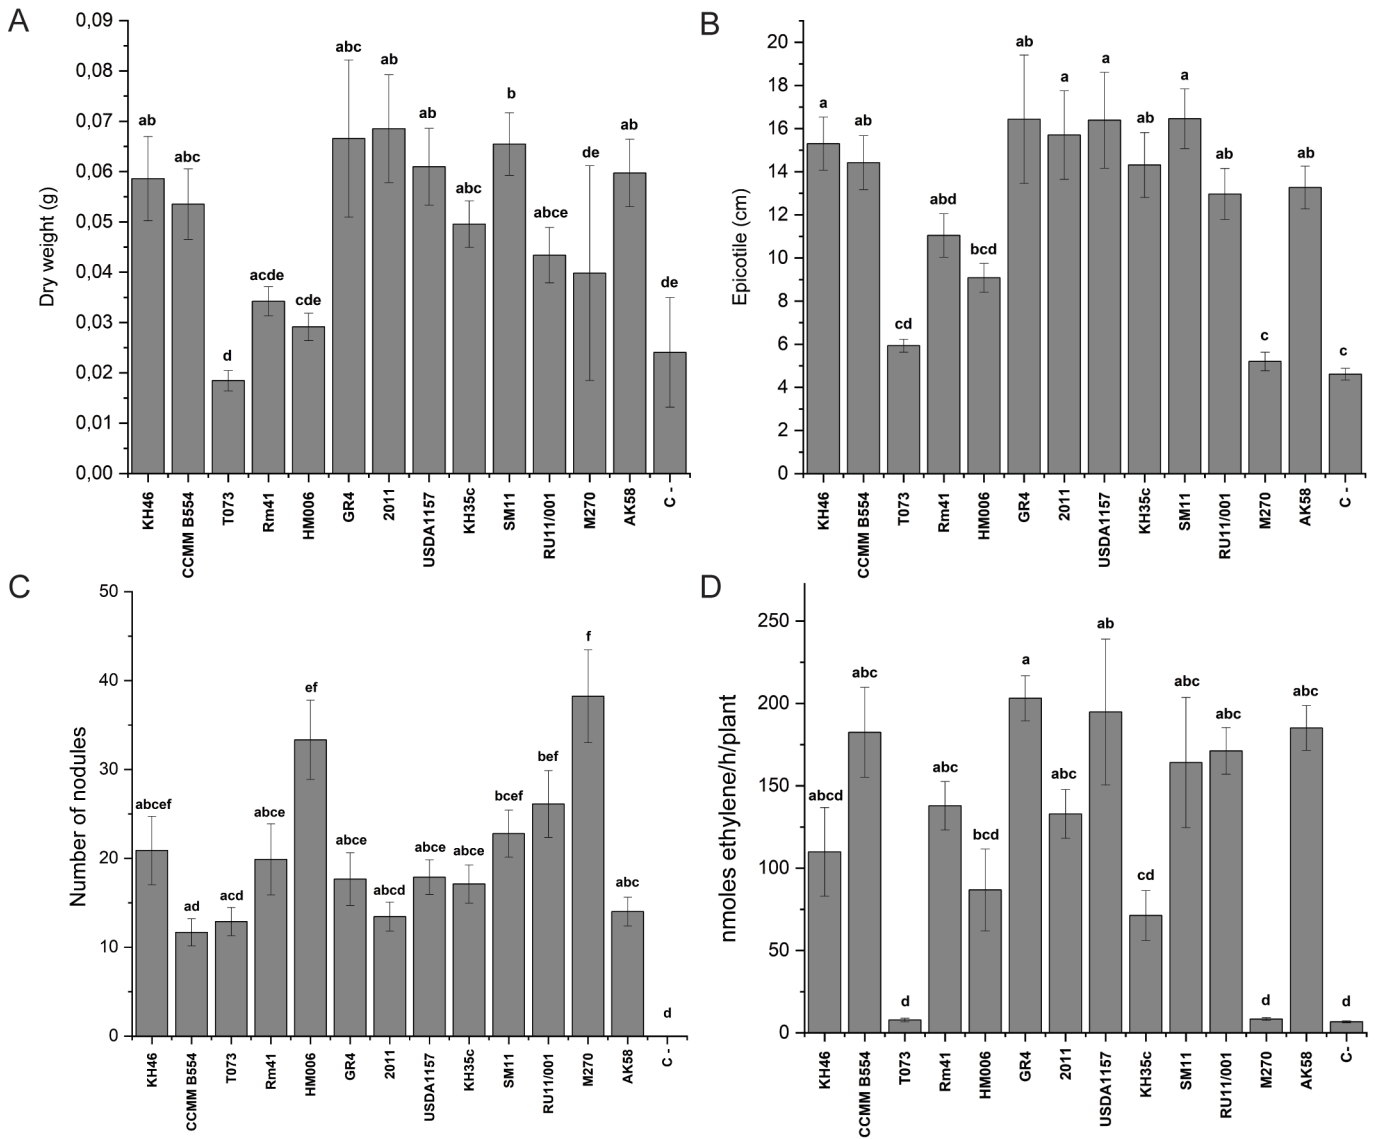 A
0,09
0,08
0,07
0,06
0,05
0,04
0,03
0,02
0,01
0,00
Dry weight (g)
ab
abc
d
acde
cde
abc
ab
ab
abc
b
abce
de
ab
de
KH46
CCMM B554
T073
Rm41
HM006
GR4
2011
USDA1157
KH35c
SM11
RU11/001
M270
AK58
C -
B
20
18
16
14
12
10
8
6
4
2
0
Epicotile (cm)
a
ab
cd
abd
bcd
ab
a
a
ab
a
ab
c
ab
c
KH46
CCMM B554
T073
Rm41
HM006
GR4
2011
USDA1157
KH35c
SM11
RU11/001
M270
AK58
C -
C
50
40
30
20
10
0
Number of nodules
abcef
ad
acd
abce
ef
abce
abcd
abce
abce
bcef
bef
f
abc
d
KH46
CCMM B554
T073
Rm41
HM006
GR4
2011
USDA1157
KH35c
SM11
RU11/001
M270
AK58
C -
D
250
200
150
100
50
0
nmoles ethylene/h/plant
abcd
abc
d
abc
bcd
a
abc
ab
cd
abc
abc
d
abc
d
KH46
CCMM B554
T073
Rm41
HM006
GR4
2011
USDA1157
KH35c
SM11
RU11/001
M270
AK58
C-